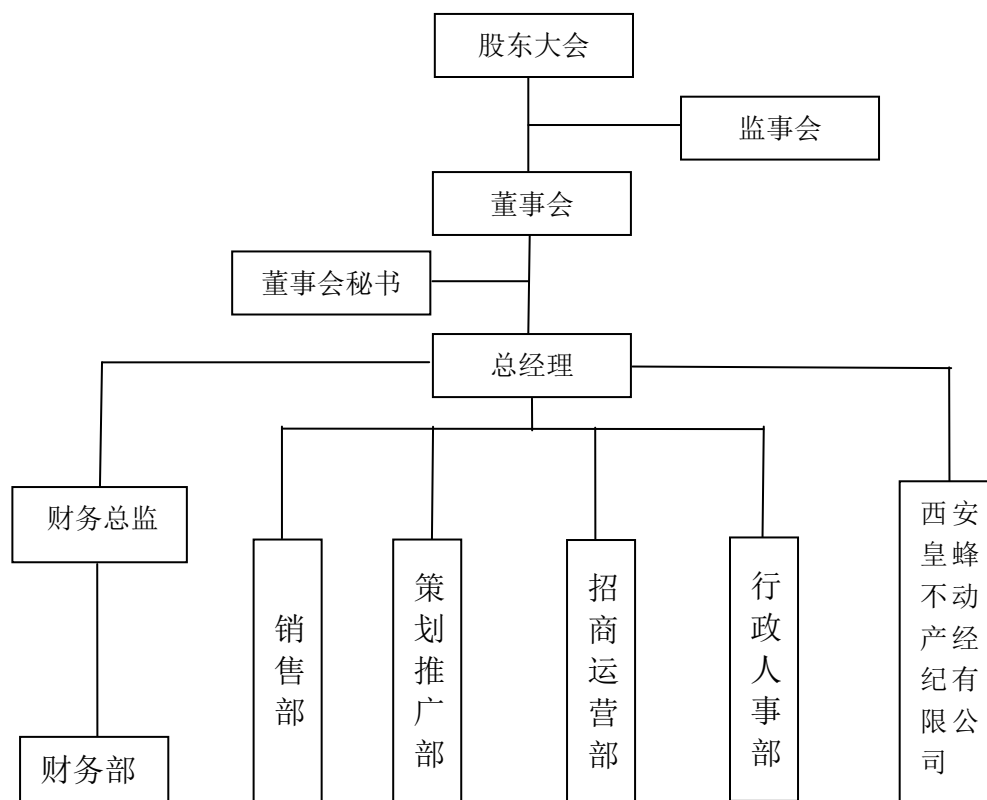 股东大会
监事会
董事会
董事会秘书
总经理
财务总监
财务部
销售部
策划推广部
招商运营部
行政人事部
西安
皇蜂
不动
产经
纪有
限公
司